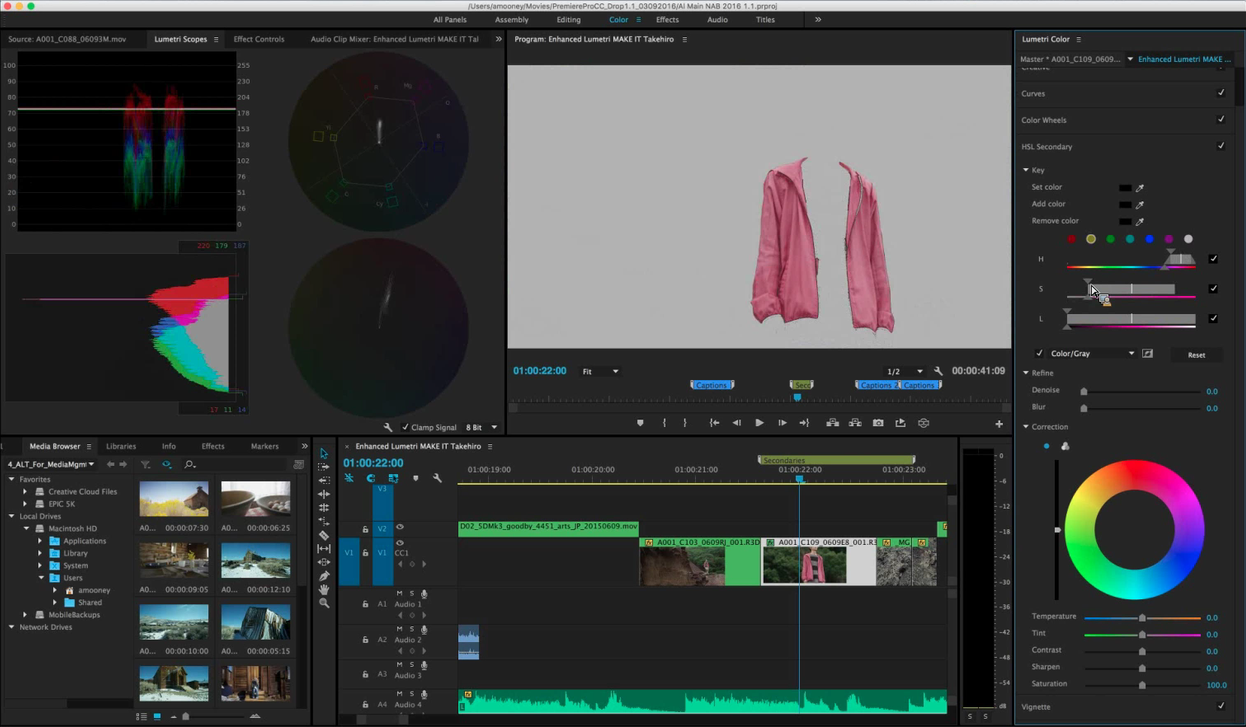 /Users/amooney/Movies/PremiereProCC_Drop1.1_03092016/AI Main NAB 2016 1.1.prproj
All Panels Assembly Editing Color Effects Audio Titles
Source: A001_C088_06093M.mov Lumetri Scopes Effect Controls Audio Clip Mixer: Enhanced Lumetri MAKE IT Tal
Program: Enhanced Lumetri MAKE IT Takehiro
Lumetri Color
Master * A001_C109_0609... Enhanced Lumetri MAKE ...
Creative
Curves
Color Wheels
HSL Secondary
Key
Set color
Add color
Remove color
H
S
L
Color/Gray
Reset
Refine
Denoise 0.0
Blur 0.0
Correction
Temperature 0.0
Tint 0.0
Contrast 0.0
Sharpen 0.0
Saturation 100.0
Vignette
100 255
90 230
80 204
70 178
60 153
50 128
40 102
30 76
20 51
10 26
0 0
225 179 187
17 11 14
Clamp Signal 8 Bit
01:00:22:00 Fit 1/2 00:00:41:09
Captions Seco Captions 2 Captions
Media Browser Libraries Info Effects Markers
4_ALT_For_MediaMgm
Favorites
Creative Cloud Files
EPIC 5K
Local Drives
Macintosh HD
Applications
Library
System
Users
amooney
Shared
MobileBackups
Network Drives
A0... 00:00:07:30 A0... 00:00:06:25
A0... 00:00:09:05 A0... 00:00:12:10
A0... 00:00:10:00 A0... 00:00:05:15
Enhanced Lumetri MAKE IT Takehiro
01:00:22:00
Secondaries
01:00:19:00 01:00:20:00 01:00:21:00 01:00:22:00 01:00:23:00
V3
V2
D02_SDMk3_goodby_4451_arts_JP_20150609.mov
V1 V1 CC1
A001_C103_0609RJ_001.R3D A001_C109_0609E8_001.R3D _MG
A1 M S Audio 1
A2 M S Audio 2
A3 M S Audio 3
A4 M S Audio 4
0
-6
-12
-18
-24
-30
-36
-42
-48
-54
dB
S S